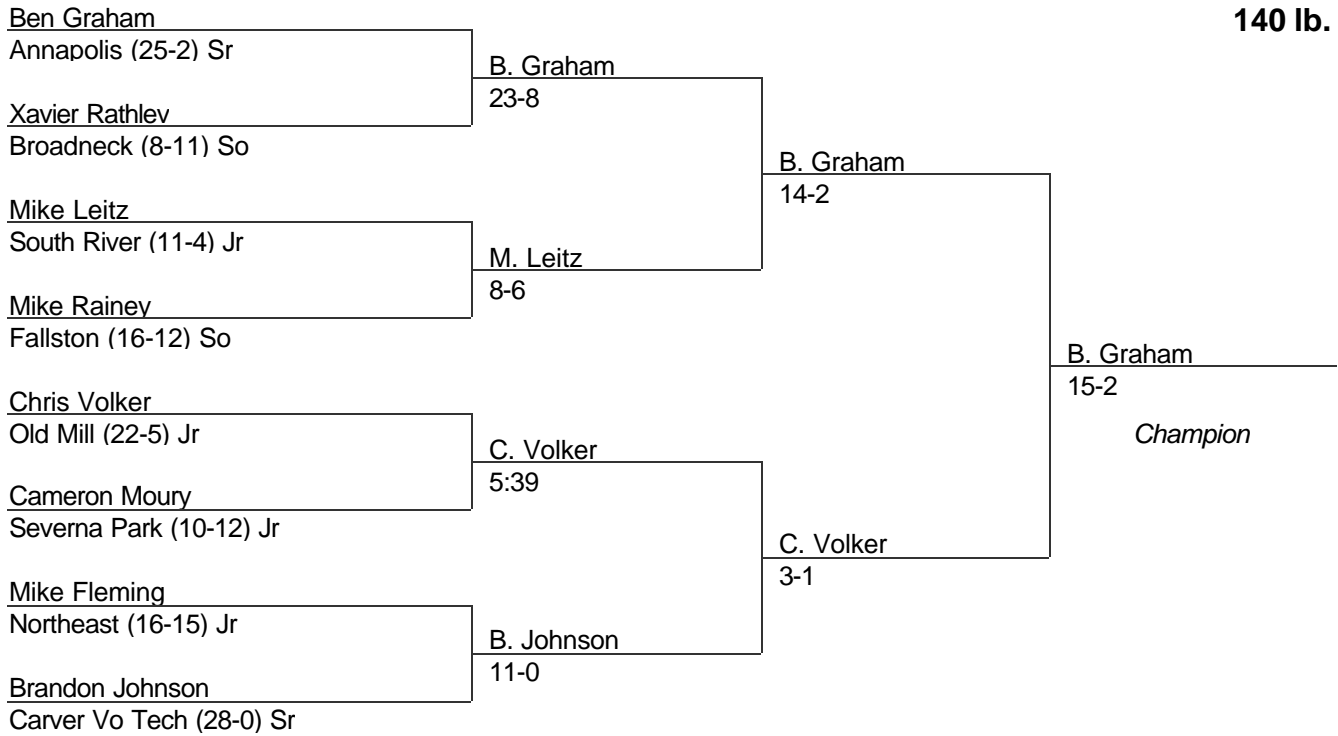 140 lb.
Ben Graham
Annapolis (25-2) Sr
B. Graham
23-8
Xavier Rathlev
Broadneck (8-11) So
B. Graham
14-2
Mike Leitz
South River (11-4) Jr
M. Leitz
8-6
Mike Rainey
Fallston (16-12) So
B. Graham
15-2
Champion
Chris Volker
Old Mill (22-5) Jr
C. Volker
5:39
Cameron Moury
Severna Park (10-12) Jr
C. Volker
3-1
Mike Fleming
Northeast (16-15) Jr
B. Johnson
11-0
Brandon Johnson
Carver Vo Tech (28-0) Sr